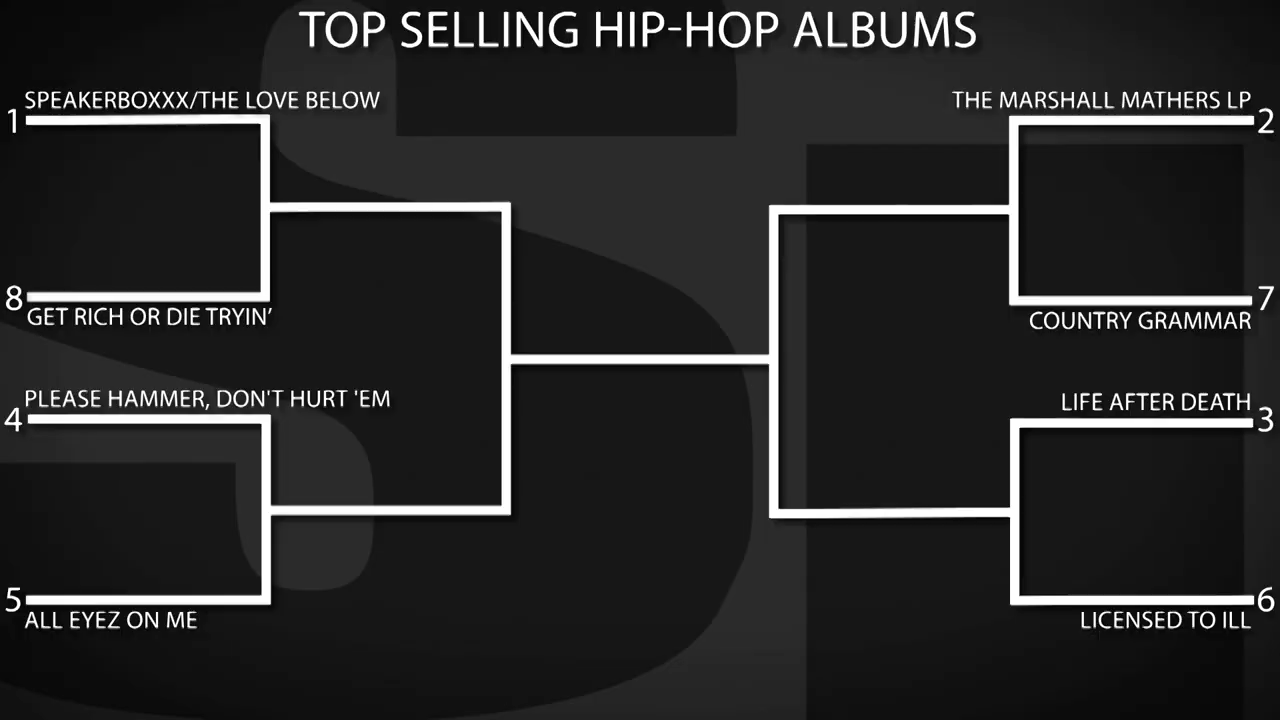 TOP SELLING HIP-HOP ALBUMS
SPEAKERBOXXX/THE LOVE BELOW
1
8
GET RICH OR DIE TRYIN’
PLEASE HAMMER, DON'T HURT 'EM
4
5
ALL EYEZ ON ME
THE MARSHALL MATHERS LP
2
7
COUNTRY GRAMMAR
LIFE AFTER DEATH
3
6
LICENSED TO ILL